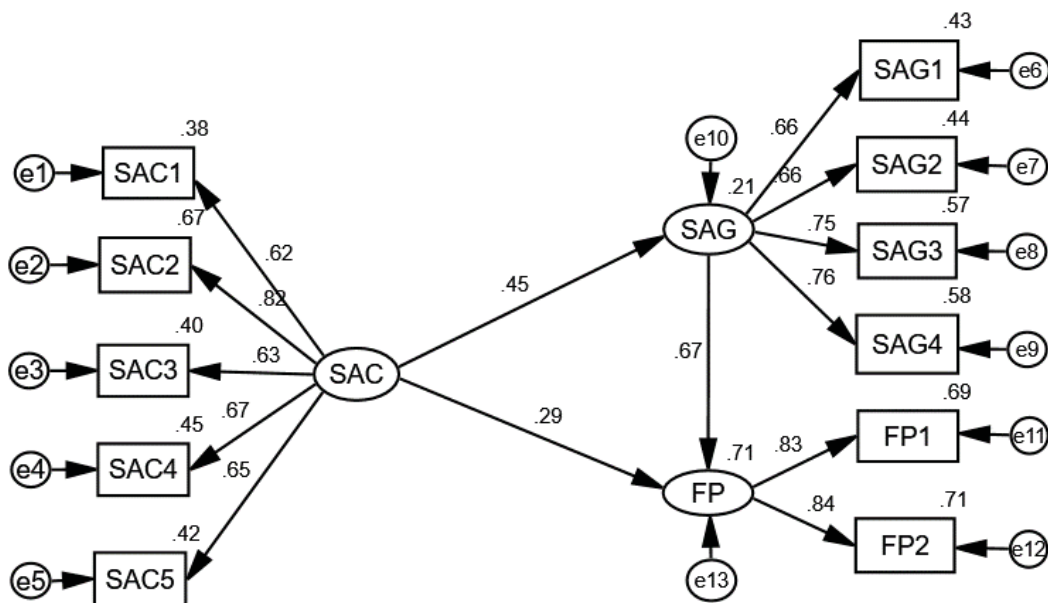 .43
SAG1
e6
.66
.44
e10
SAG2
e7
.66
.38
e1
SAC1
.21
.57
SAG
.75
SAG3
e8
.67
e2
SAC2
.62
.82
.45
.76
.58
SAG4
e9
.40
e3
SAC3
.63
SAC
.67
.69
.45
.67
.29
e4
SAC4
.65
.71
.83
FP1
e11
FP
.84
.71
.42
FP2
e12
e5
SAC5
e13